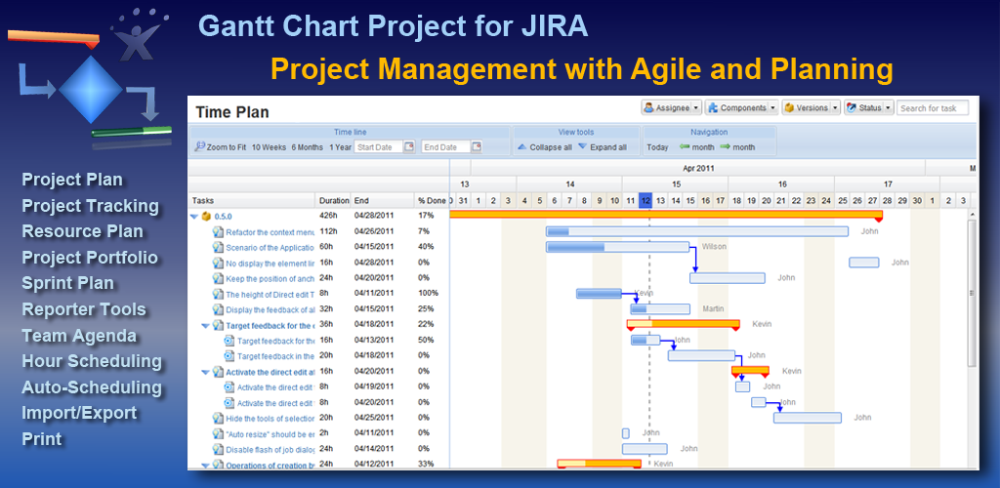 Gantt Chart Project for JIRA
Project Management with Agile and Planning
Project Plan
Project Tracking
Resource Plan
Project Portfolio
Sprint Plan
Reporter Tools
Team Agenda
Hour Scheduling
Auto-Scheduling
Import/Export
Print
Time Plan
Assignee Components Versions Status Search for task
Time line View tools Navigation
Zoom to Fit 10 Weeks 6 Months 1 Year Start Date End Date Collapse all Expand all Today month month
Apr 2011 M
13 14 15 16 17
Tasks Duration End % Done 31 1 2 3 4 5 6 7 8 9 10 11 12 13 14 15 16 17 18 19 20 21 22 23 24 25 26 27 28 29 30 1 2 3
0.5.0 426h 04/28/2011 17%
Refactor the context menu 112h 04/26/2011 7% John
Scenario of the Applicatio 60h 04/15/2011 40% Wilson
No display the element lin 16h 04/28/2011 0% John
Keep the position of anch 20h 04/18/2011 0% John
The height of Direct edit T 8h 04/11/2011 100% Kevin
Display the feedback of al 32h 04/15/2011 25% Martin
Target feedback for the 36h 04/18/2011 22% Kevin
Target feedback for the 16h 04/13/2011 50% John
Target feedback in the 20h 04/18/2011 0% John
Activate the direct edit 16h 04/20/2011 0% Kevin
Activate the direct edit 8h 04/19/2011 0% John
Activate the direct edit 8h 04/20/2011 0% John
Hide the tools of selection 20h 04/25/2011 0% John
"Auto resize" should be 2h 04/11/2011 0% John
Disable flash of job dialog 24h 04/14/2011 0% John
Operations of creation 24h 04/12/2011 33% Kevin